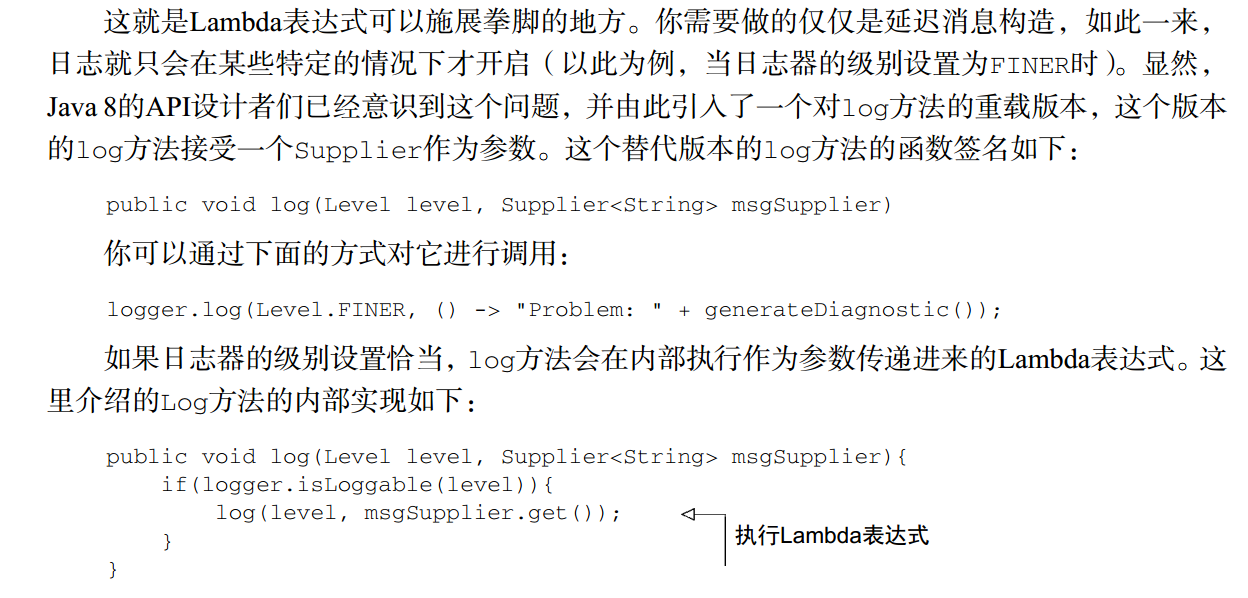 这就是Lambda表达式可以施展拳脚的地方。你需要做的仅仅是延迟消息构造，如此一来，
日志就只会在某些特定的情况下才开启（以此为例，当日志器的级别设置为FINER时）。显然，
Java 8的API设计者们已经意识到这个问题，并由此引入了一个对log方法的重载版本，这个版本
的log方法接受一个Supplier作为参数。这个替代版本的log方法的函数签名如下：
public void log(Level level, Supplier<String> msgSupplier)
你可以通过下面的方式对它进行调用：
logger.log(Level.FINER, () -> "Problem: " + generateDiagnostic());
如果日志器的级别设置恰当，log方法会在内部执行作为参数传递进来的Lambda表达式。这
里介绍的Log方法的内部实现如下：
public void log(Level level, Supplier<String> msgSupplier){
if(logger.isLoggable(level)){
log(level, msgSupplier.get());
执行Lambda表达式
}
}